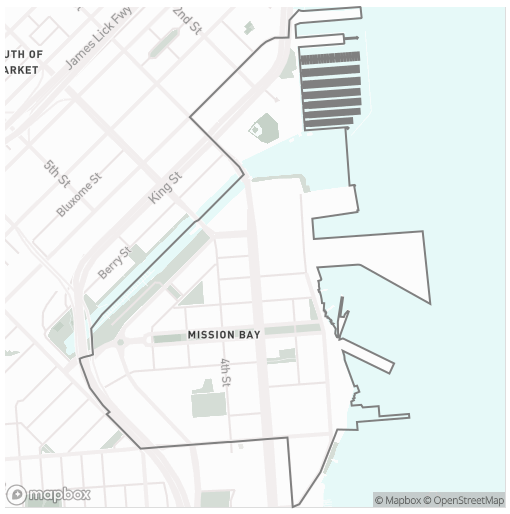 2nd St
James Lick Fwy
UTH OF
ARKET
5th St
Bluxome St
King St
Berry St
MISSION BAY
4th St
mapbox
© Mapbox © OpenStreetMap